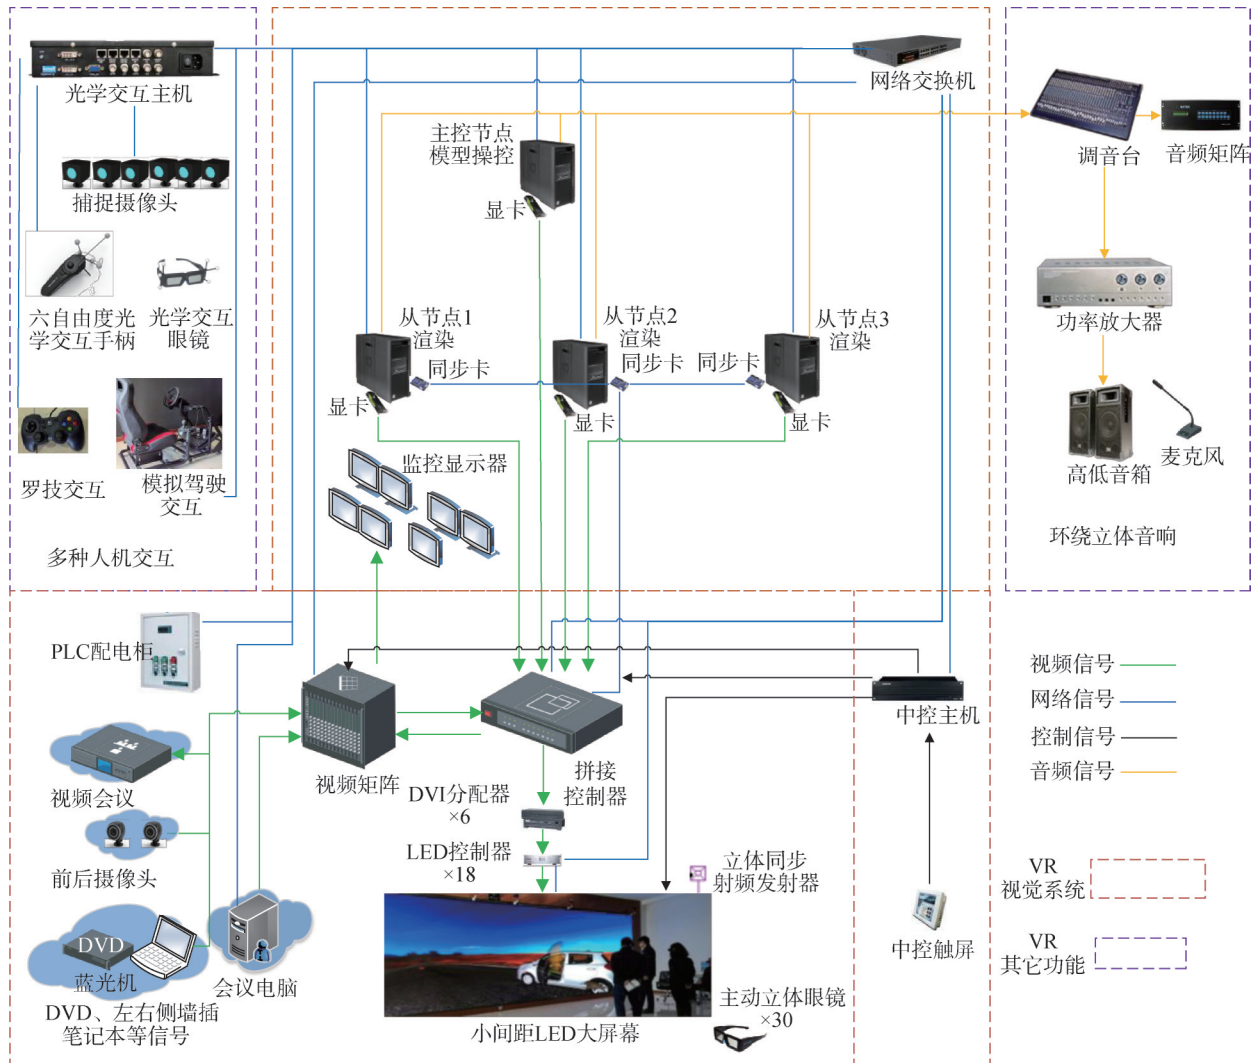 光学交互主机
捕捉摄像头
六自由度光
学交互手柄
光学交互
眼镜
罗技交互
模拟驾驶
交互
多种人机交互
网络交换机
主控节点
模型操控
显卡
从节点1
渲染
同步卡
显卡
从节点2
渲染
同步卡
显卡
从节点3
渲染
同步卡
显卡
监控显示器
调音台
音频矩阵
功率放大器
高低音箱
麦克风
环绕立体音响
PLC配电柜
视频会议
前后摄像头
DVD
蓝光机
DVD、左右侧墙插
笔记本等信号
会议电脑
视频矩阵
拼接
控制器
DVI分配器
×6
LED控制器
×18
立体同步
射频发射器
小间距LED大屏幕
主动立体眼镜
×30
中控主机
中控触屏
视频信号
网络信号
控制信号
音频信号
VR
视觉系统
VR
其它功能